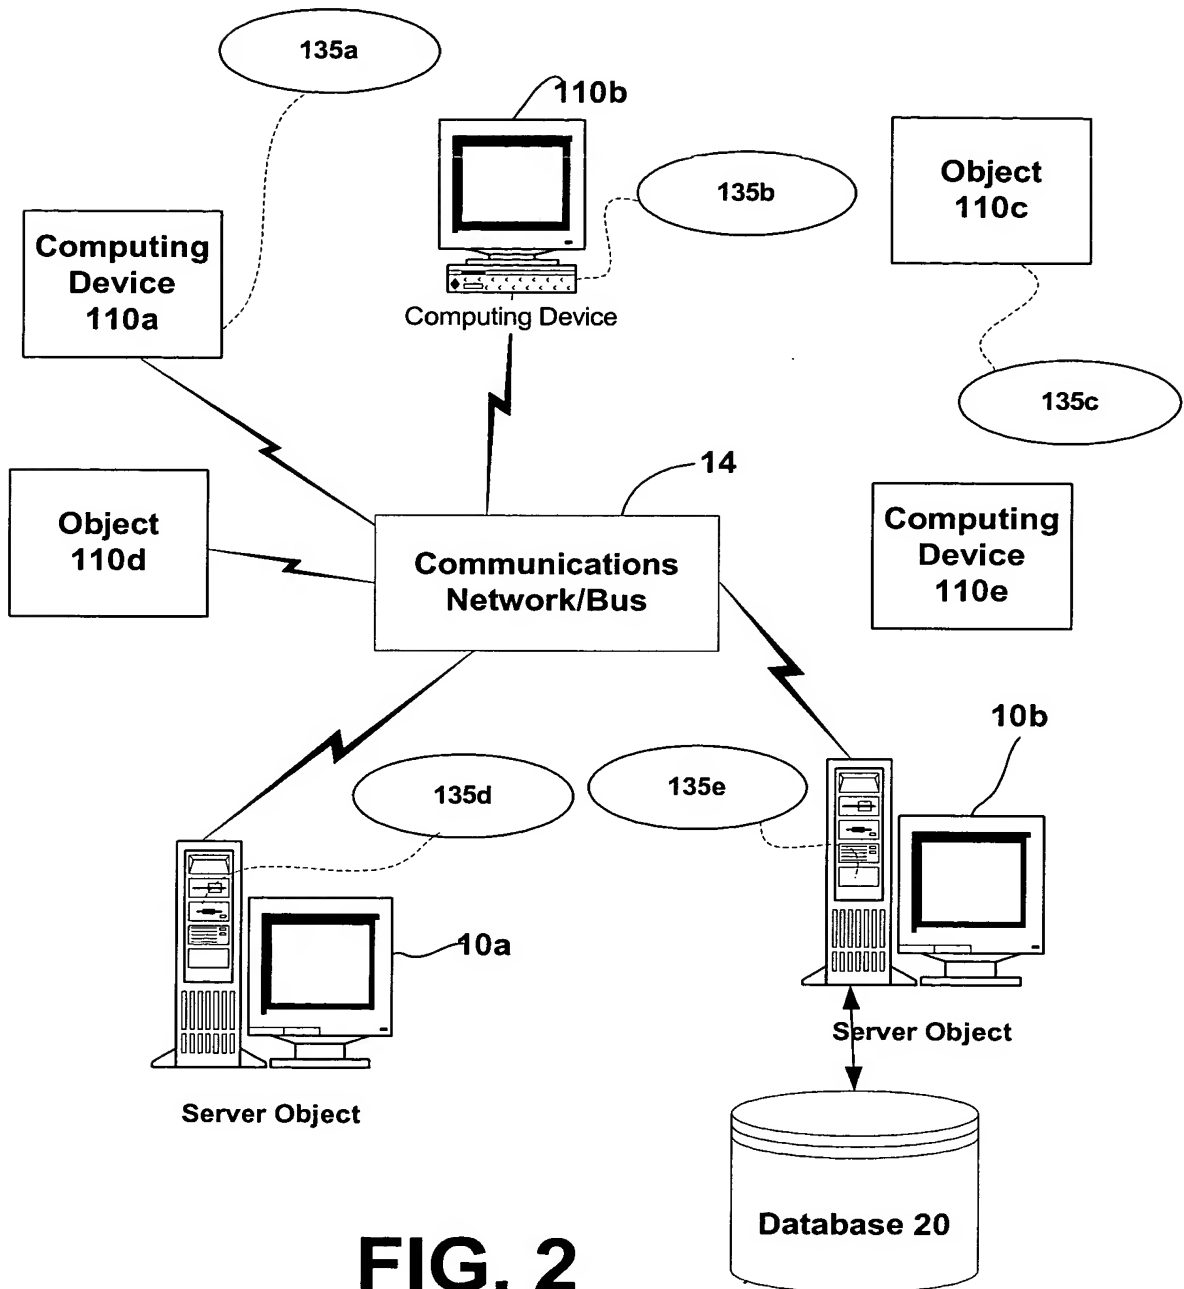 135a
110b
135b
Object
110c
Computing
Device
110a
Computing Device
135c
14
Object
110d
Communications
Network/Bus
Computing
Device
110e
10b
135d
135e
10a
Server Object
Server Object
Database 20
FIG. 2